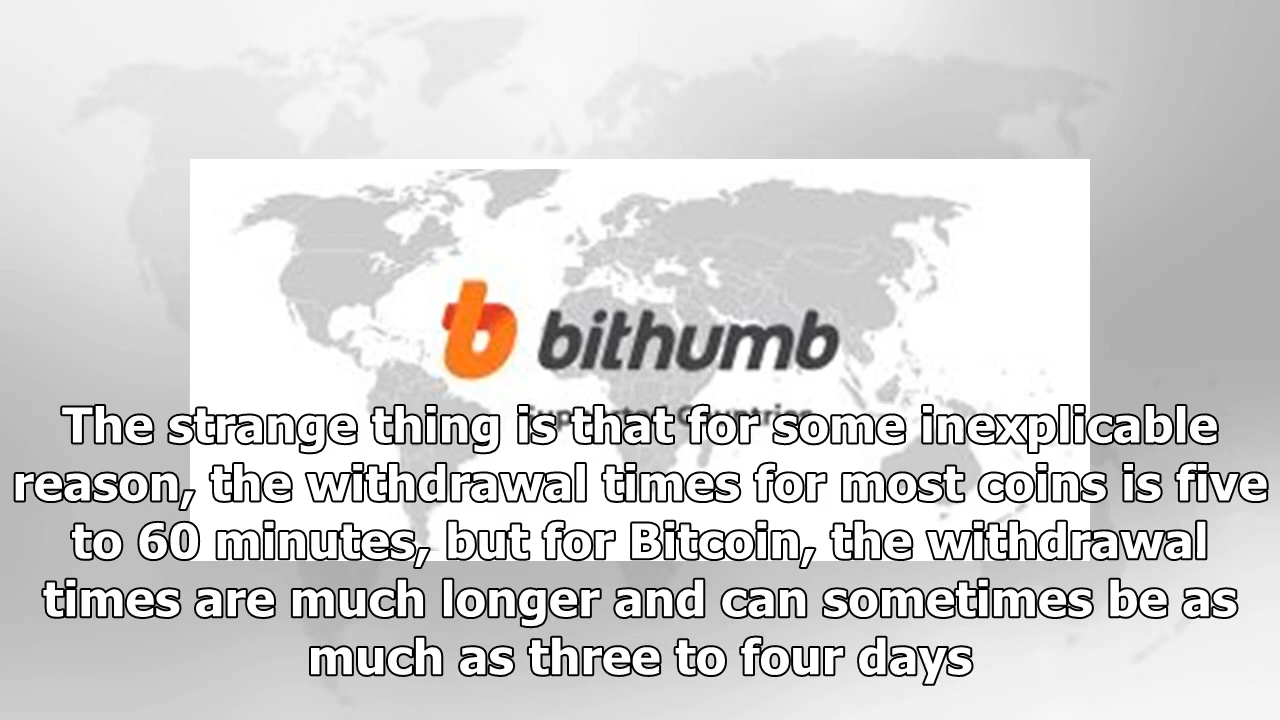 bithumb
The strange thing is that for some inexplicable
reason, the withdrawal times for most coins is five
to 60 minutes, but for Bitcoin, the withdrawal
times are much longer and can sometimes be as
much as three to four days